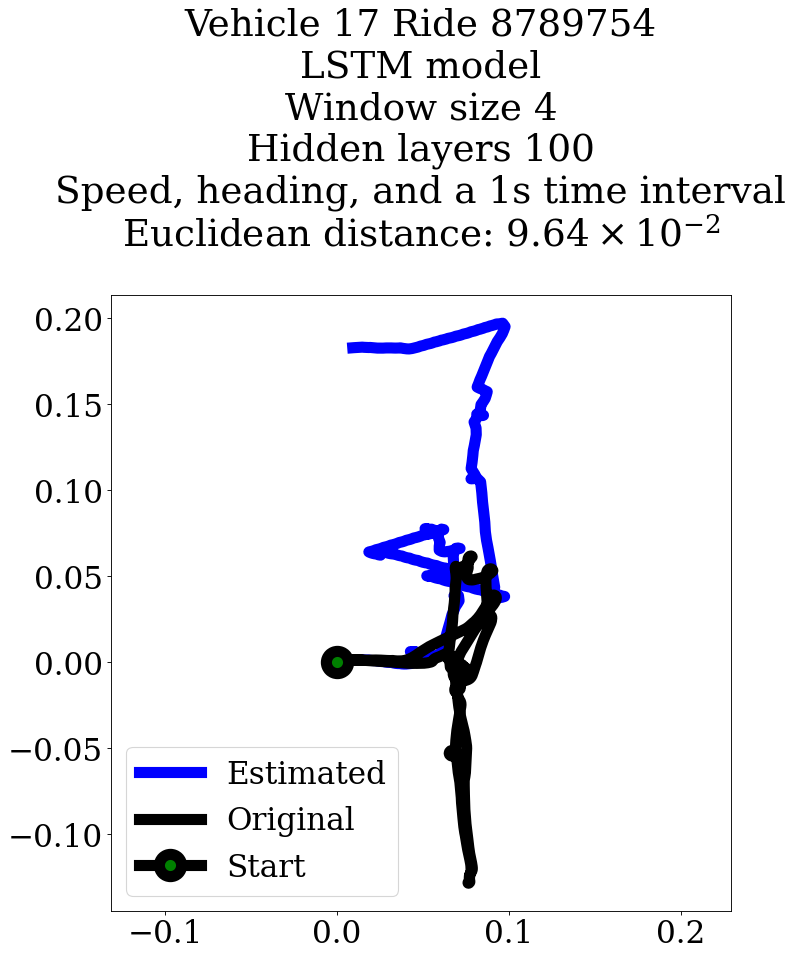 Vehicle 17 Ride 8789754
LSTM model
Window size 4
Hidden layers 100
Speed, heading, and a 1s time interval
Euclidean distance: 9.64 × 10⁻²
0.20
0.15
0.10
0.05
0.00
−0.05
−0.10
Estimated
Original
Start
−0.1 0.0 0.1 0.2